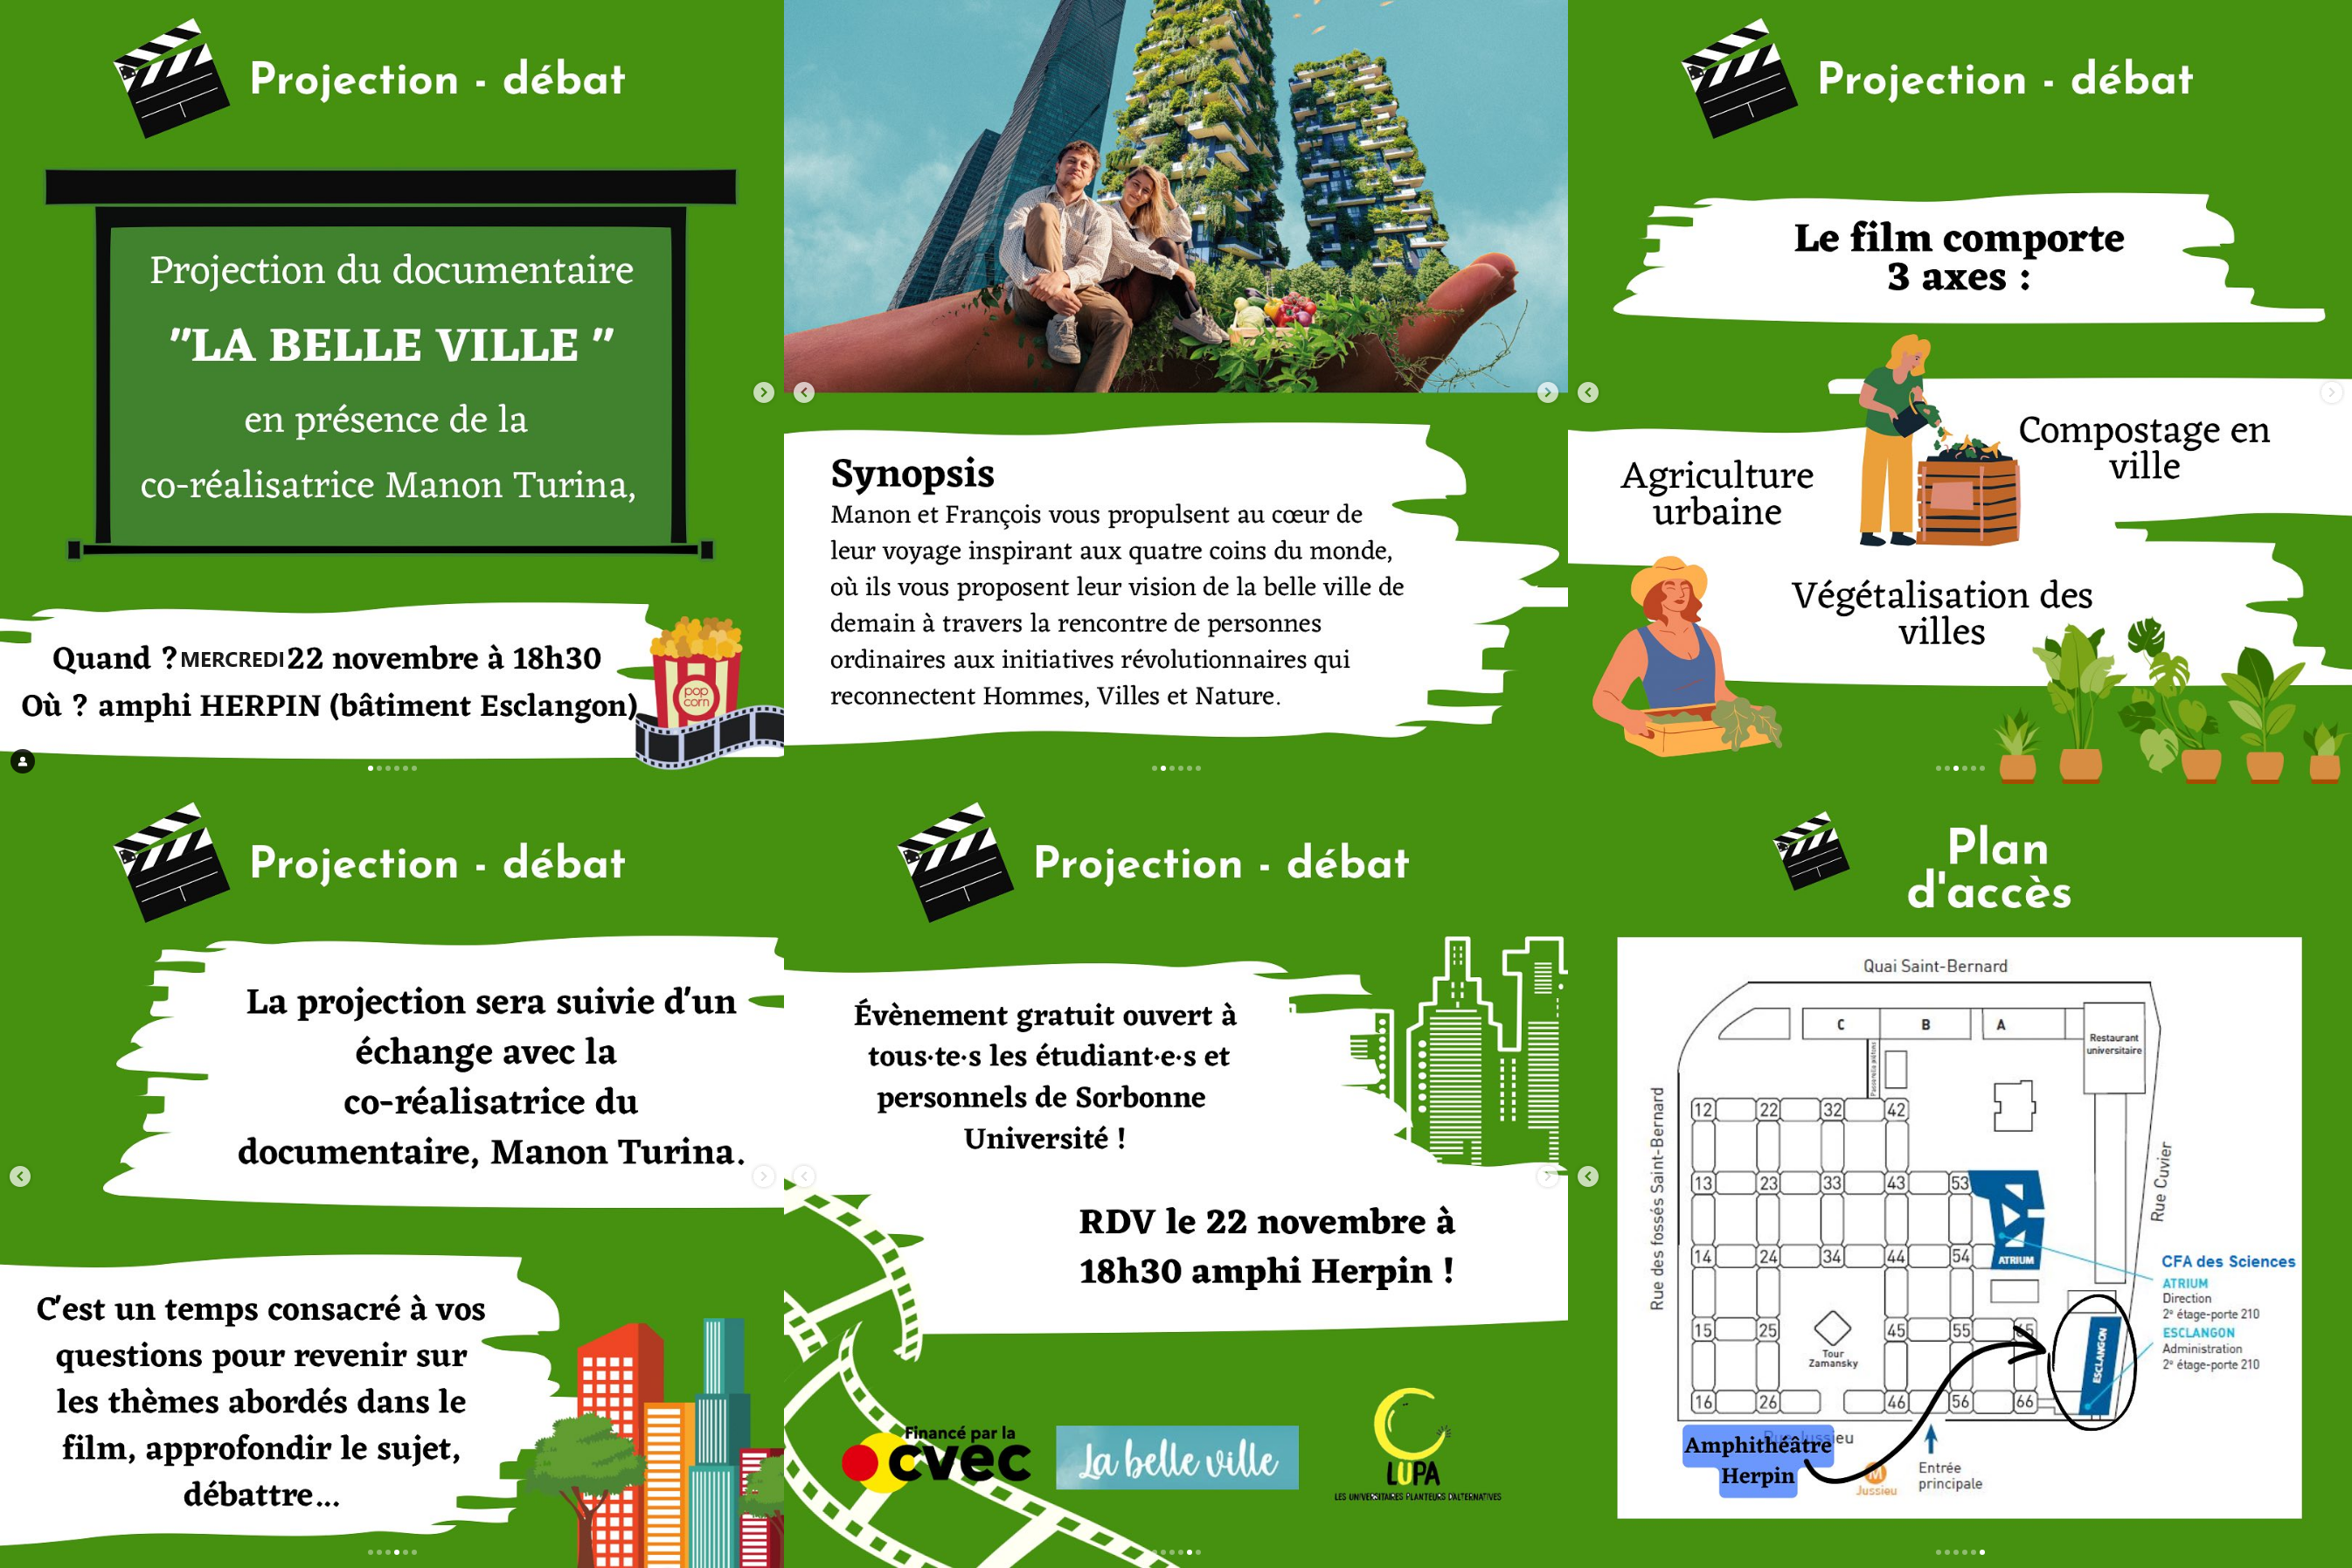 Projection - débat
Projection du documentaire
"LA BELLE VILLE "
en présence de la
co-réalisatrice Manon Turina,
Quand ? MERCREDI 22 novembre à 18h30
Où ? amphi HERPIN (bâtiment Esclangon)
pop
corn
Synopsis
Manon et François vous propulsent au cœur de
leur voyage inspirant aux quatre coins du monde,
où ils vous proposent leur vision de la belle ville de
demain à travers la rencontre de personnes
ordinaires aux initiatives révolutionnaires qui
reconnectent Hommes, Villes et Nature.
Projection - débat
Le film comporte
3 axes :
Compostage en
ville
Agriculture
urbaine
Végétalisation des
villes
Projection - débat
La projection sera suivie d'un
échange avec la
co-réalisatrice du
documentaire, Manon Turina.
C'est un temps consacré à vos
questions pour revenir sur
les thèmes abordés dans le
film, approfondir le sujet,
débattre...
Projection - débat
Évènement gratuit ouvert à
tous·te·s les étudiant·e·s et
personnels de Sorbonne
Université !
RDV le 22 novembre à
18h30 amphi Herpin !
Financé par la
cvec
La belle ville
LUPA
LES UNIVERSITAIRES PLANTEURS D'ALTERNATIVES
Plan
d'accès
Quai Saint-Bernard
C B A
Restaurant
universitaire
Rue des fossés Saint-Bernard
Rue Cuvier
12 22 32 42
13 23 33 43 53
14 24 34 44 54
ATRIUM
15 25 45 55 65
Tour
Zamansky
16 26 46 56 66
ESCLANGON
CFA des Sciences
ATRIUM
Direction
2e étage-porte 210
ESCLANGON
Administration
2e étage-porte 210
Rue Jussieu
Amphithéâtre
Herpin
M
Jussieu
Entrée
principale